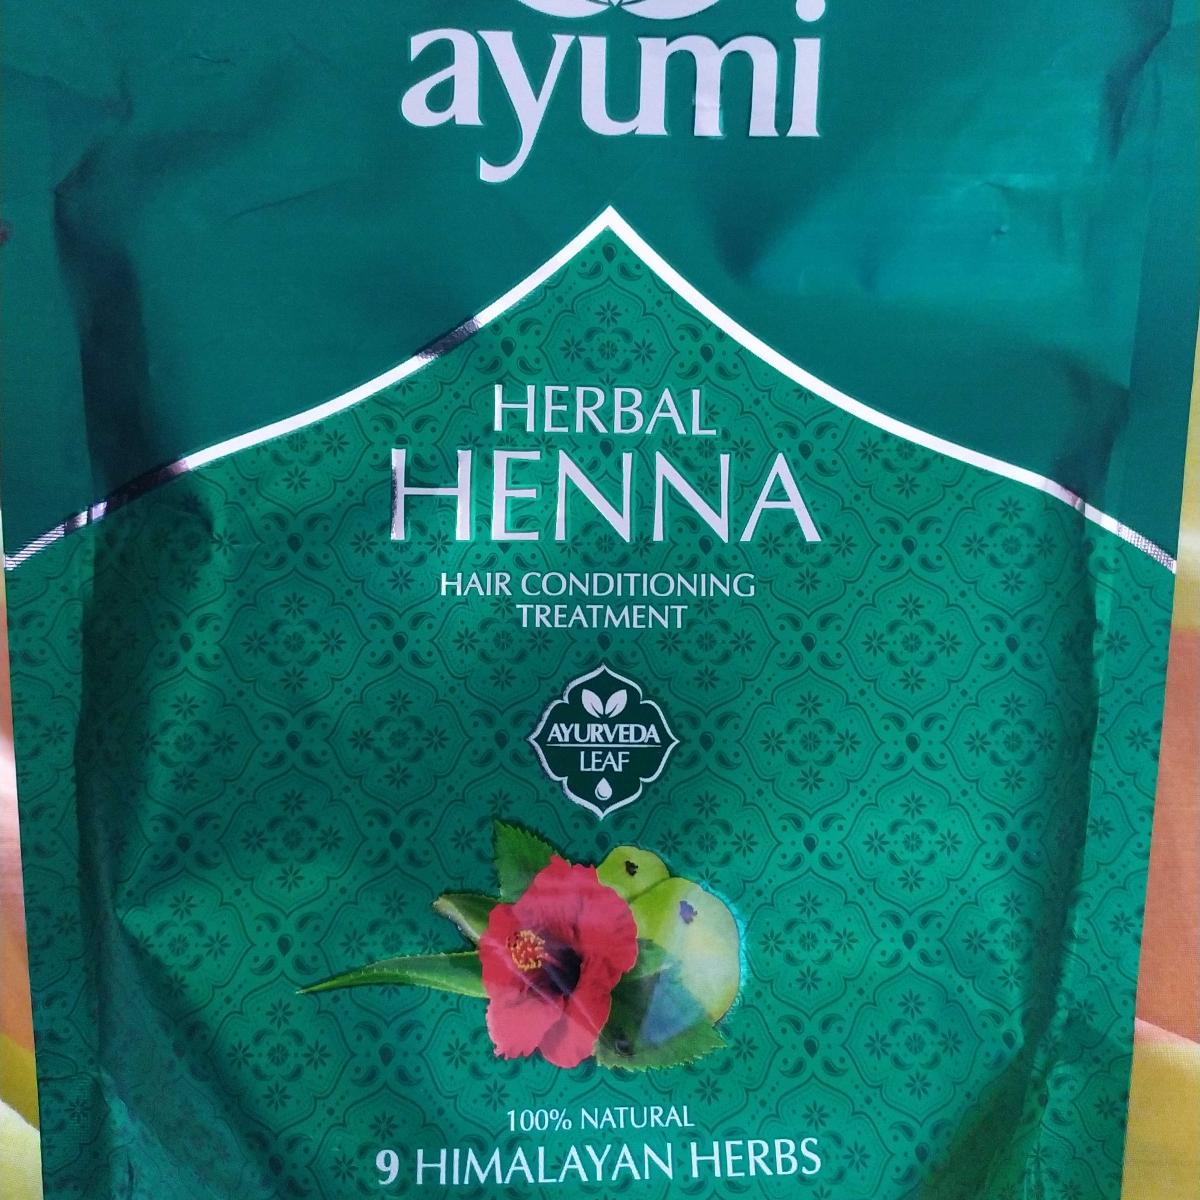 ayumi
HERBAL
HENNA
HAIR CONDITIONING
TREATMENT
AYURVEDA
LEAF
100% NATURAL
9 HIMALAYAN HERBS